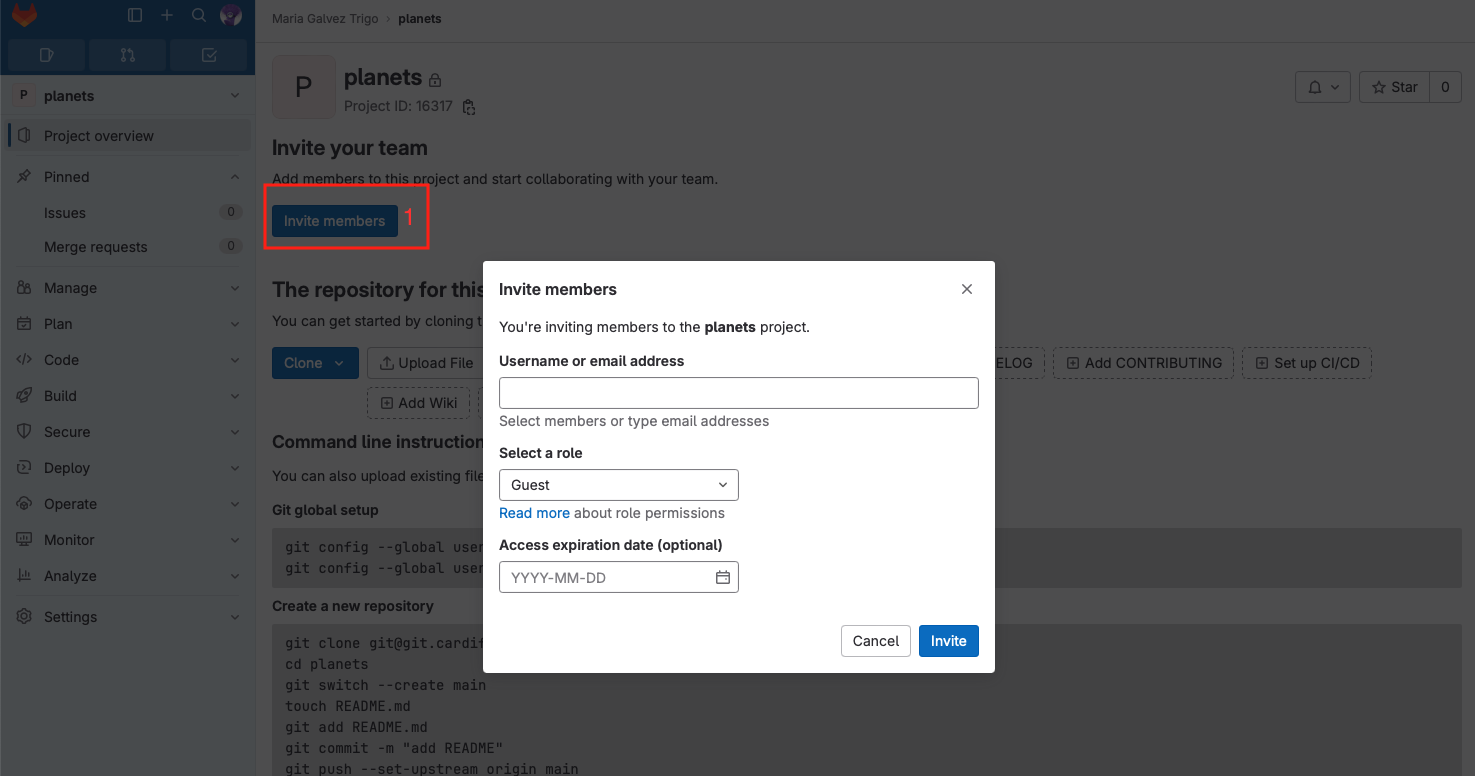 Maria Galvez Trigo › planets
P planets
Project overview
Pinned
Issues 0
Merge requests 0
Manage
Plan
Code
Build
Secure
Deploy
Operate
Monitor
Analyze
Settings
P
planets
Project ID: 16317
Star 0
Invite your team
Add members to this project and start collaborating with your team.
Invite members 1
The repository for this
You can get started by cloning
Clone Upload File ELOG Add CONTRIBUTING Set up CI/CD
Add Wiki
Command line instruction
You can also upload existing file
Git global setup
git config --global user
git config --global user
Create a new repository
git clone git@git.cardif
cd planets
git switch --create main
touch README.md
git add README.md
git commit -m "add README"
git push --set-upstream origin main
Invite members
You're inviting members to the planets project.
Username or email address
Select members or type email addresses
Select a role
Guest
Read more about role permissions
Access expiration date (optional)
YYYY-MM-DD
Cancel Invite